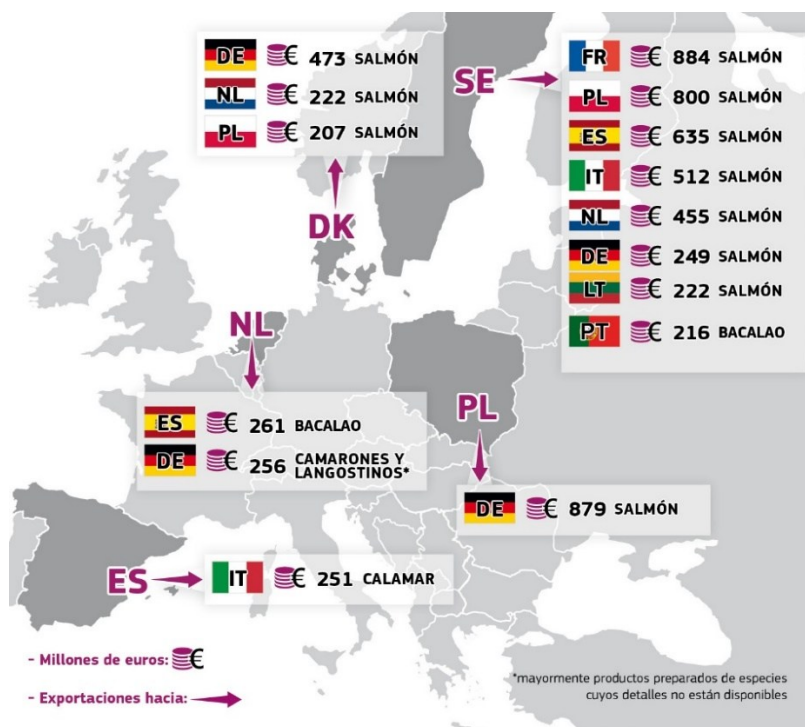 DE € 473 SALMÓN
NL € 222 SALMÓN
PL € 207 SALMÓN
DK
SE
FR € 884 SALMÓN
PL € 800 SALMÓN
ES € 635 SALMÓN
IT € 512 SALMÓN
NL € 455 SALMÓN
DE € 249 SALMÓN
LT € 222 SALMÓN
PT € 216 BACALAO
NL
ES € 261 BACALAO
DE € 256 CAMARONES Y
LANGOSTINOS*
PL
DE € 879 SALMÓN
ES
IT € 251 CALAMAR
- Millones de euros: €
- Exportaciones hacia:
*mayormente productos preparados de especies
cuyos detalles no están disponibles